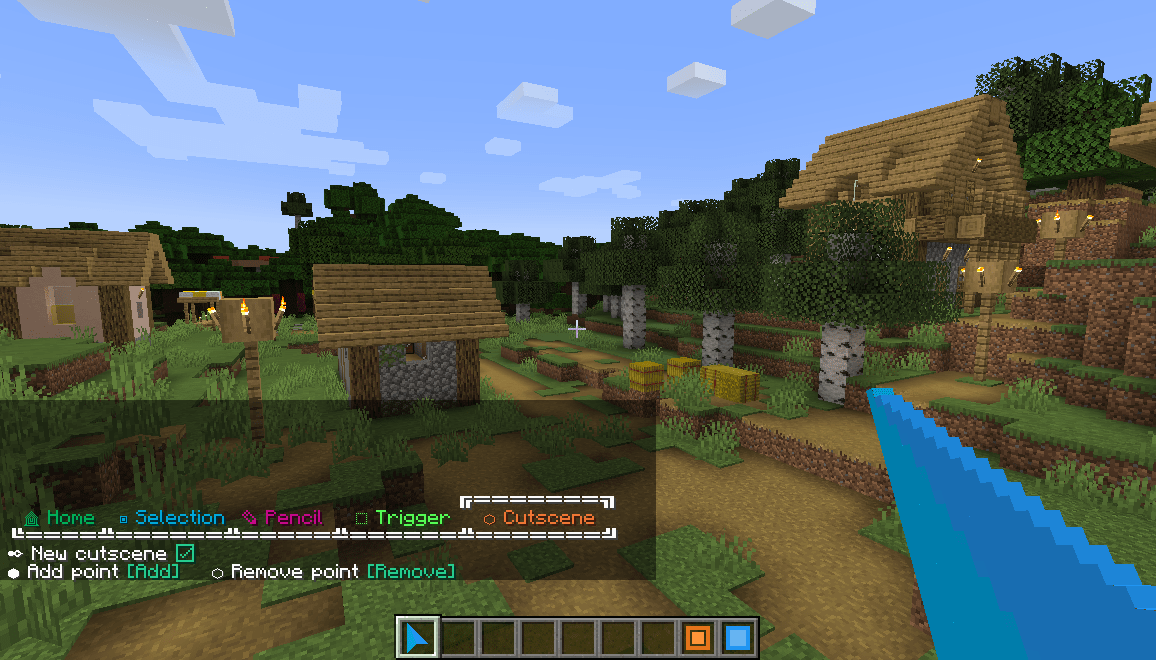 Home Selection Pencil Trigger Cutscene
New cutscene
Add point [Add] Remove point [Remove]